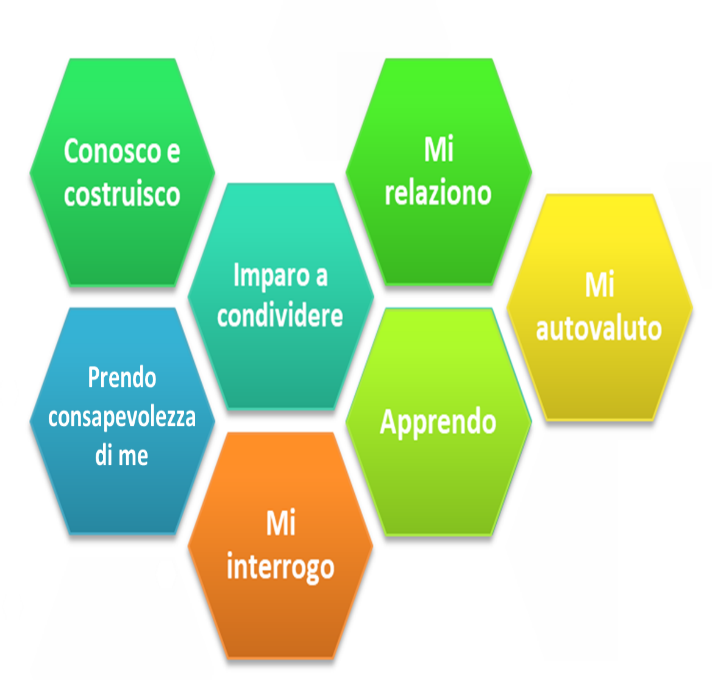 Conosco e
costruisco
Mi
relaziono
Imparo a
condividere
Mi
autovaluto
Prendo
consapevolezza
di me
Apprendo
Mi
interrogo